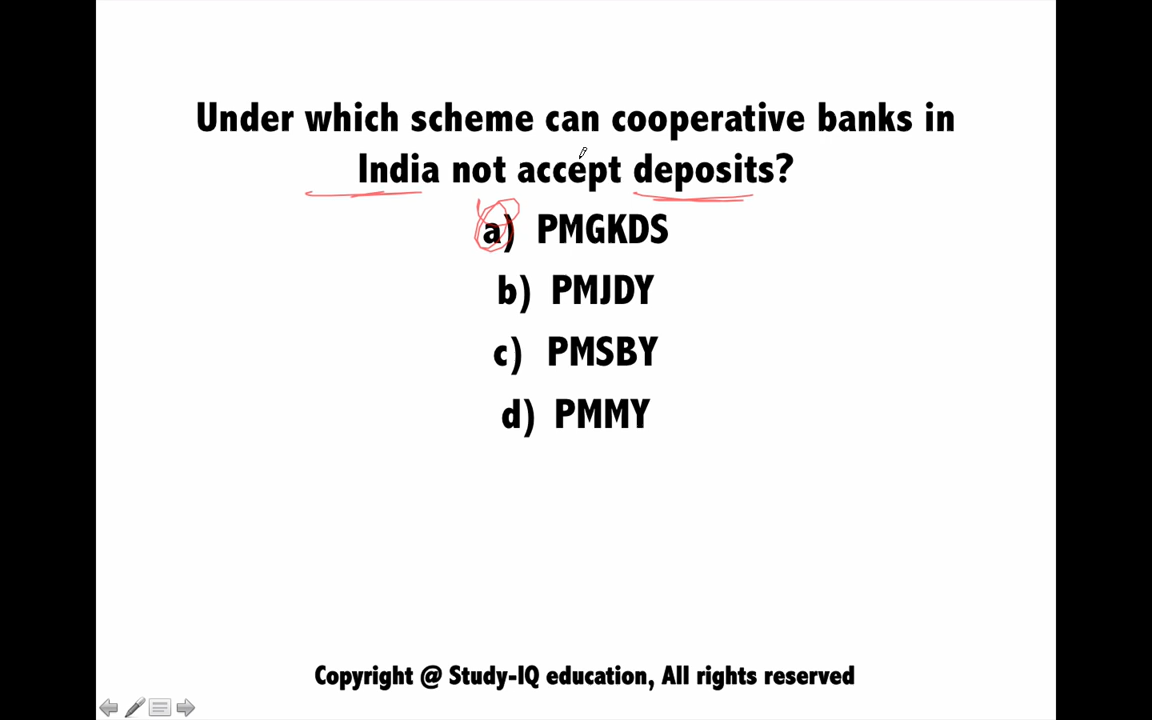 Under which scheme can cooperative banks in
India not accept deposits?
a) PMGKDS
b) PMJDY
c) PMSBY
d) PMMY
Copyright @ Study-IQ education, All rights reserved